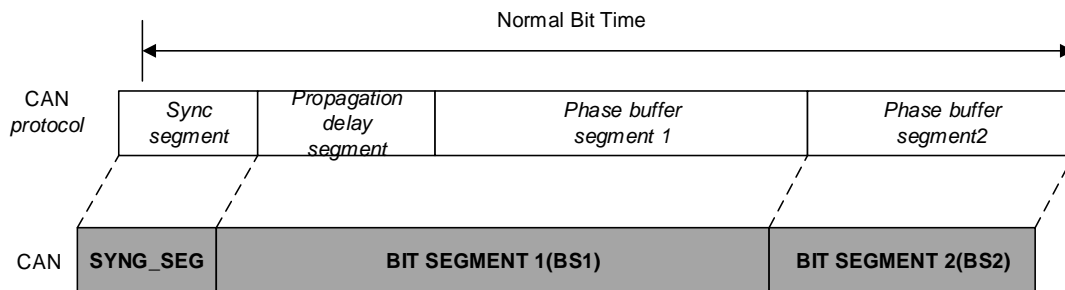 Normal Bit Time
CAN
protocol
Sync
segment
Propagation
delay
segment
Phase buffer
segment 1
Phase buffer
segment2
CAN
SYNG_SEG
BIT SEGMENT 1(BS1)
BIT SEGMENT 2(BS2)